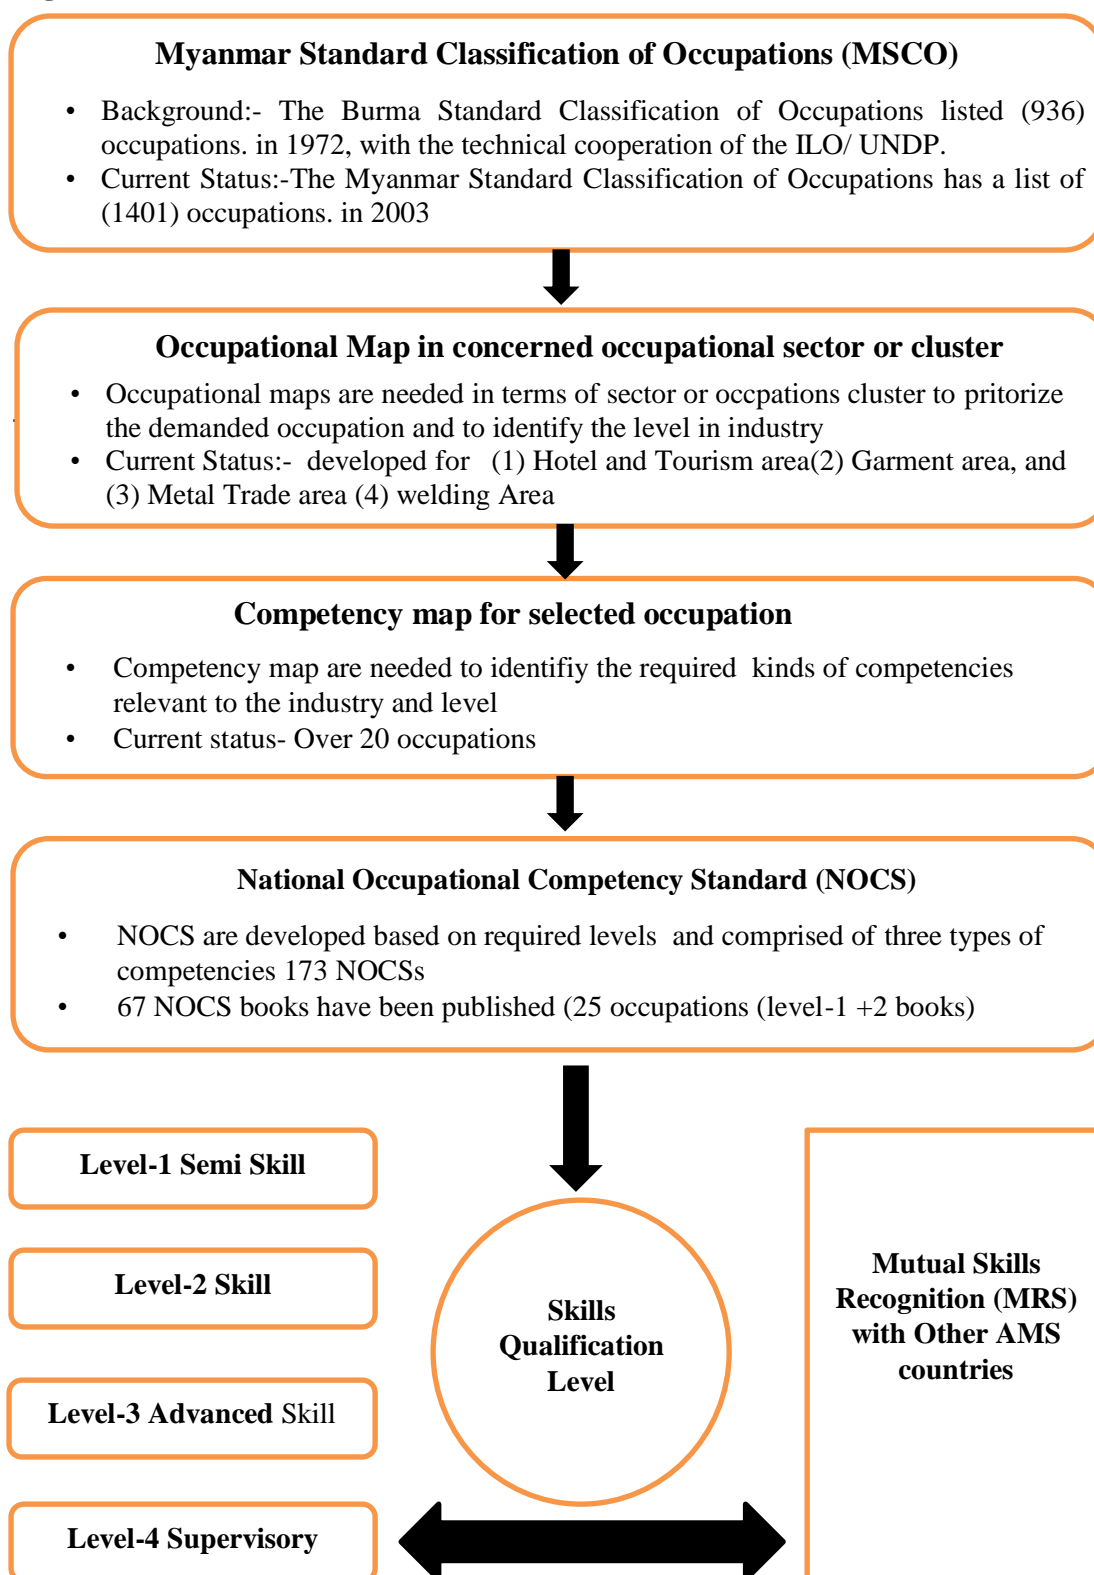 Myanmar Standard Classification of Occupations (MSCO)
• Background:- The Burma Standard Classification of Occupations listed (936)
occupations. in 1972, with the technical cooperation of the ILO/ UNDP.
• Current Status:-The Myanmar Standard Classification of Occupations has a list of
(1401) occupations. in 2003
Occupational Map in concerned occupational sector or cluster
• Occupational maps are needed in terms of sector or occpations cluster to pritorize
the demanded occupation and to identify the level in industry
• Current Status:- developed for (1) Hotel and Tourism area(2) Garment area, and
(3) Metal Trade area (4) welding Area
Competency map for selected occupation
• Competency map are needed to identifiy the required kinds of competencies
relevant to the industry and level
• Current status- Over 20 occupations
National Occupational Competency Standard (NOCS)
• NOCS are developed based on required levels and comprised of three types of
competencies 173 NOCSs
• 67 NOCS books have been published (25 occupations (level-1 +2 books)
Level-1 Semi Skill
Level-2 Skill
Level-3 Advanced Skill
Level-4 Supervisory
Skills
Qualification
Level
Mutual Skills
Recognition (MRS)
with Other AMS
countries